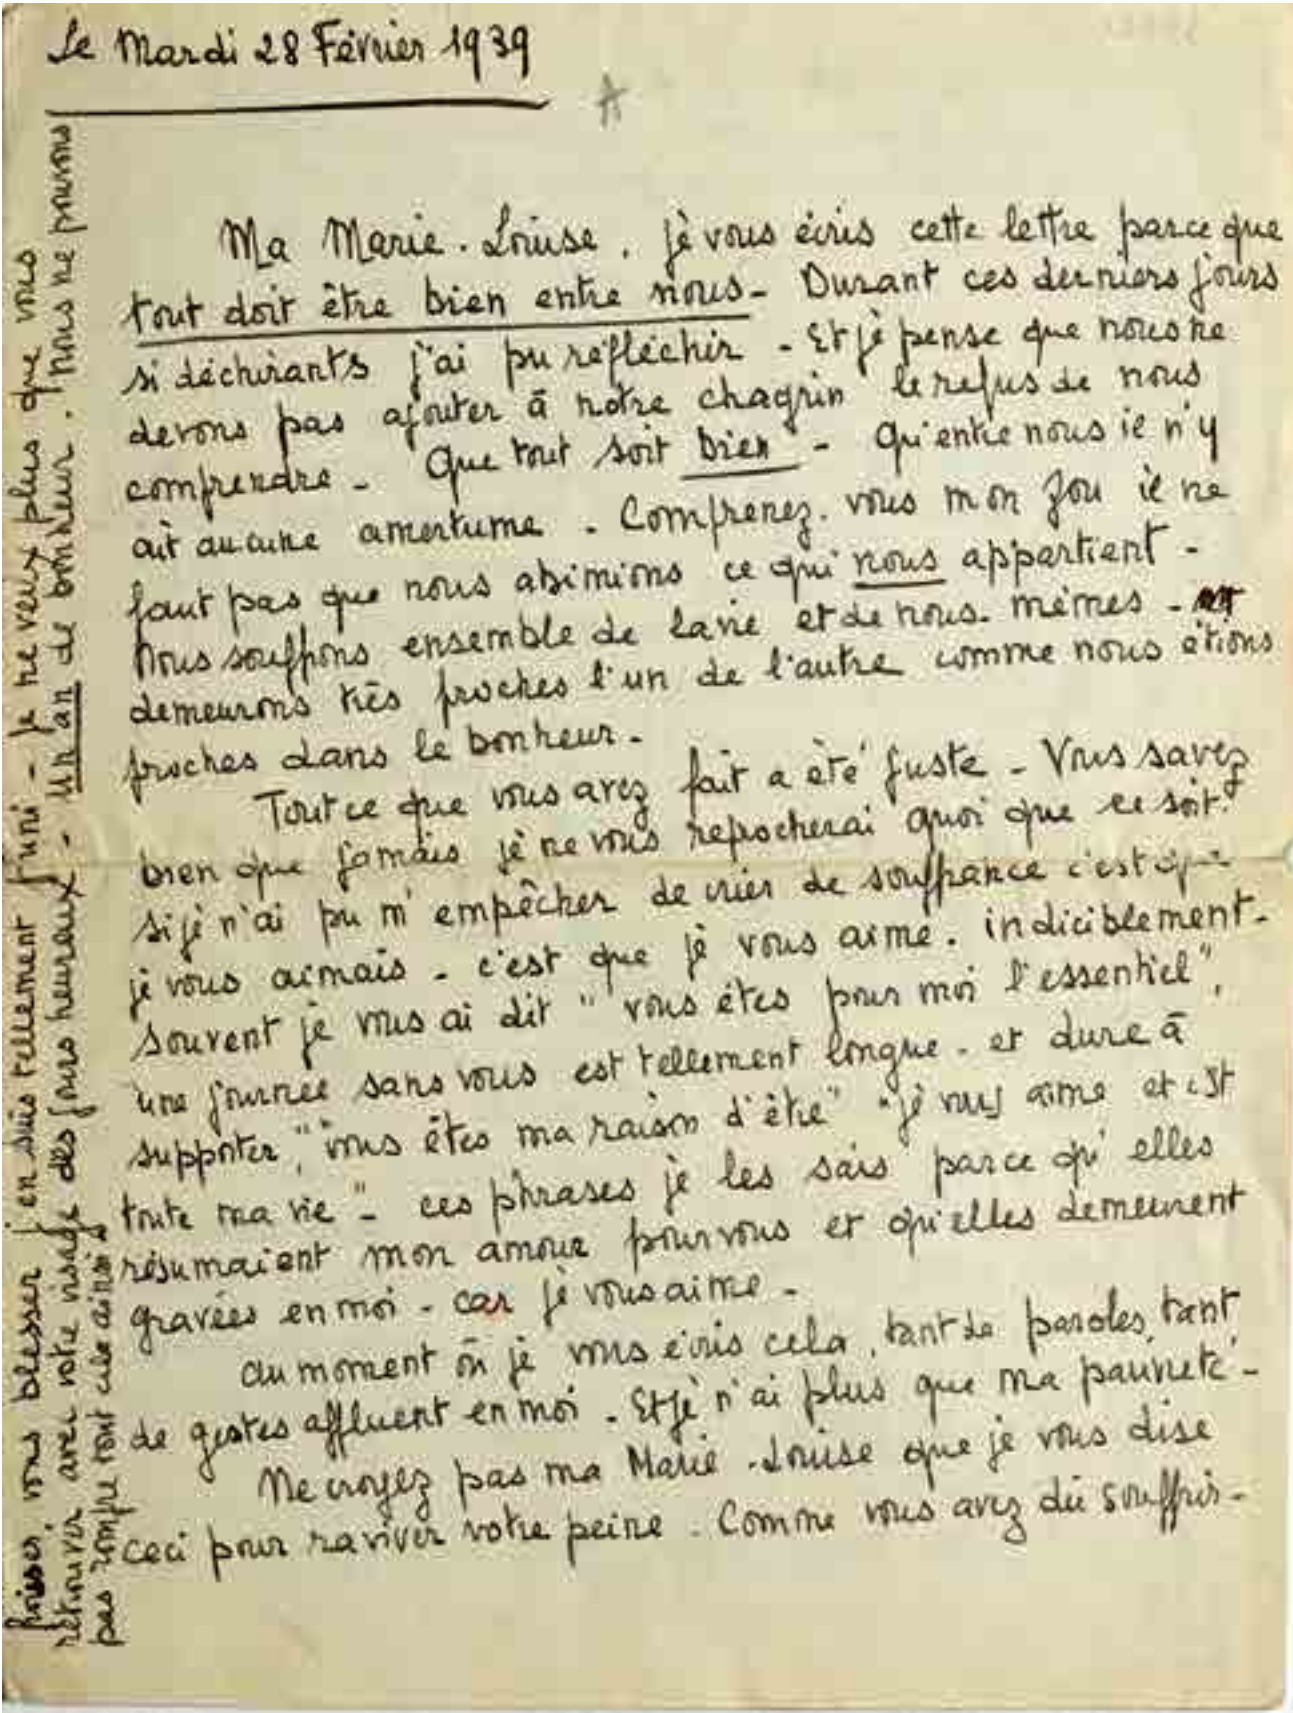 Le Mardi 28 Février 1939
A
Ma Marie-Louise, je vous écris cette lettre parce que
tout doit être bien entre nous - Durant ces derniers jours
si déchirants j'ai pu réfléchir - Et je pense que nous ne
devons pas ajouter à notre chagrin le refus de nous
comprendre - Que tout soit bien - Qu'entre nous il n'y
ait aucune amertume - Comprenez-vous mon Zou il ne
faut pas que nous abimions ce qui nous appartient -
Nous souffrons ensemble de la vie et de nous-mêmes - et
demeurons très proches l'un de l'autre comme nous étions
proches dans le bonheur -
Tout ce que vous avez fait a été juste - Vous savez
bien que jamais je ne vous reprocherai quoi que ce soit.
si je n'ai pu m'empêcher de crier de souffrance c'est que
je vous aimais - c'est que je vous aime. indiciblement -
souvent je vous ai dit "vous êtes pour moi l'essentiel",
une journée sans vous est tellement longue - et dure à
supporter, "vous êtes ma raison d'être" "je vous aime et c'est
toute ma vie" - ces phrases je les sais parce qu'elles
résumaient mon amour pour vous et qu'elles demeurent
gravées en moi - car je vous aime -
Au moment où je vous écris cela, tant de paroles, tant
de gestes affluent en moi. Et je n'ai plus que ma pauvreté -
Ne croyez pas ma Marie-Louise que je vous dise
ceci pour raviver votre peine. Comme vous avez dû souffrir -
vous blesser j'en suis tellement puni - Je ne veux plus que vous
retrouver avec votre visage des jours heureux - Un an de bonheur. Nous ne pouvons
pas rompre tout cela ainsi